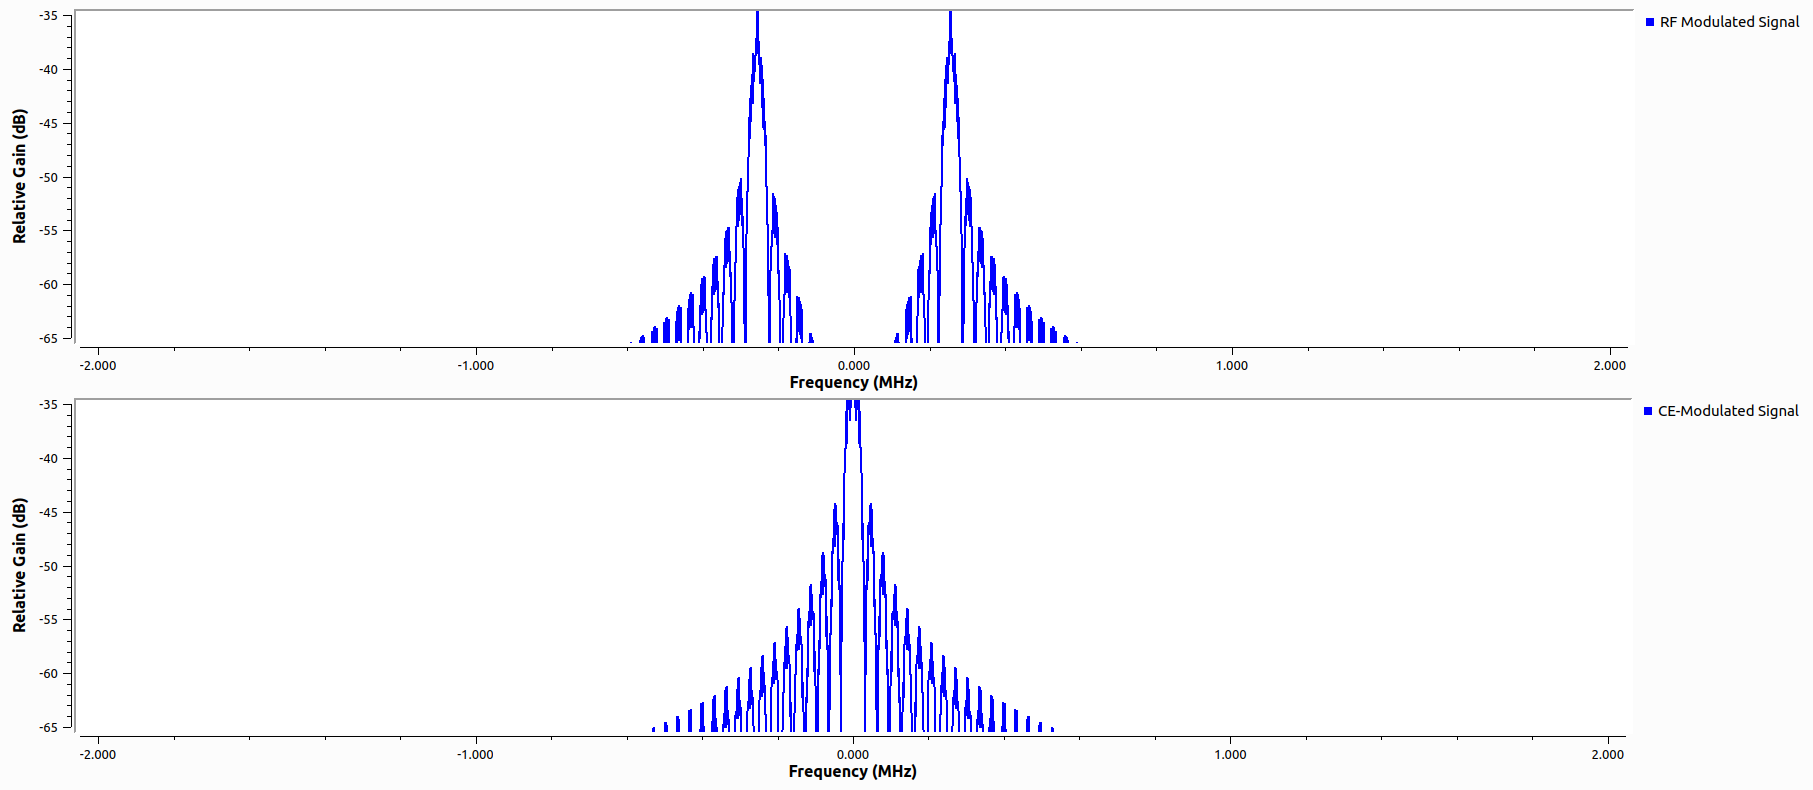 -35
-40
-45
-50
-55
-60
-65
Relative Gain (dB)
-2.000 -1.000 0.000 1.000 2.000
Frequency (MHz)
RF Modulated Signal
-35
-40
-45
-50
-55
-60
-65
Relative Gain (dB)
-2.000 -1.000 0.000 1.000 2.000
Frequency (MHz)
CE-Modulated Signal